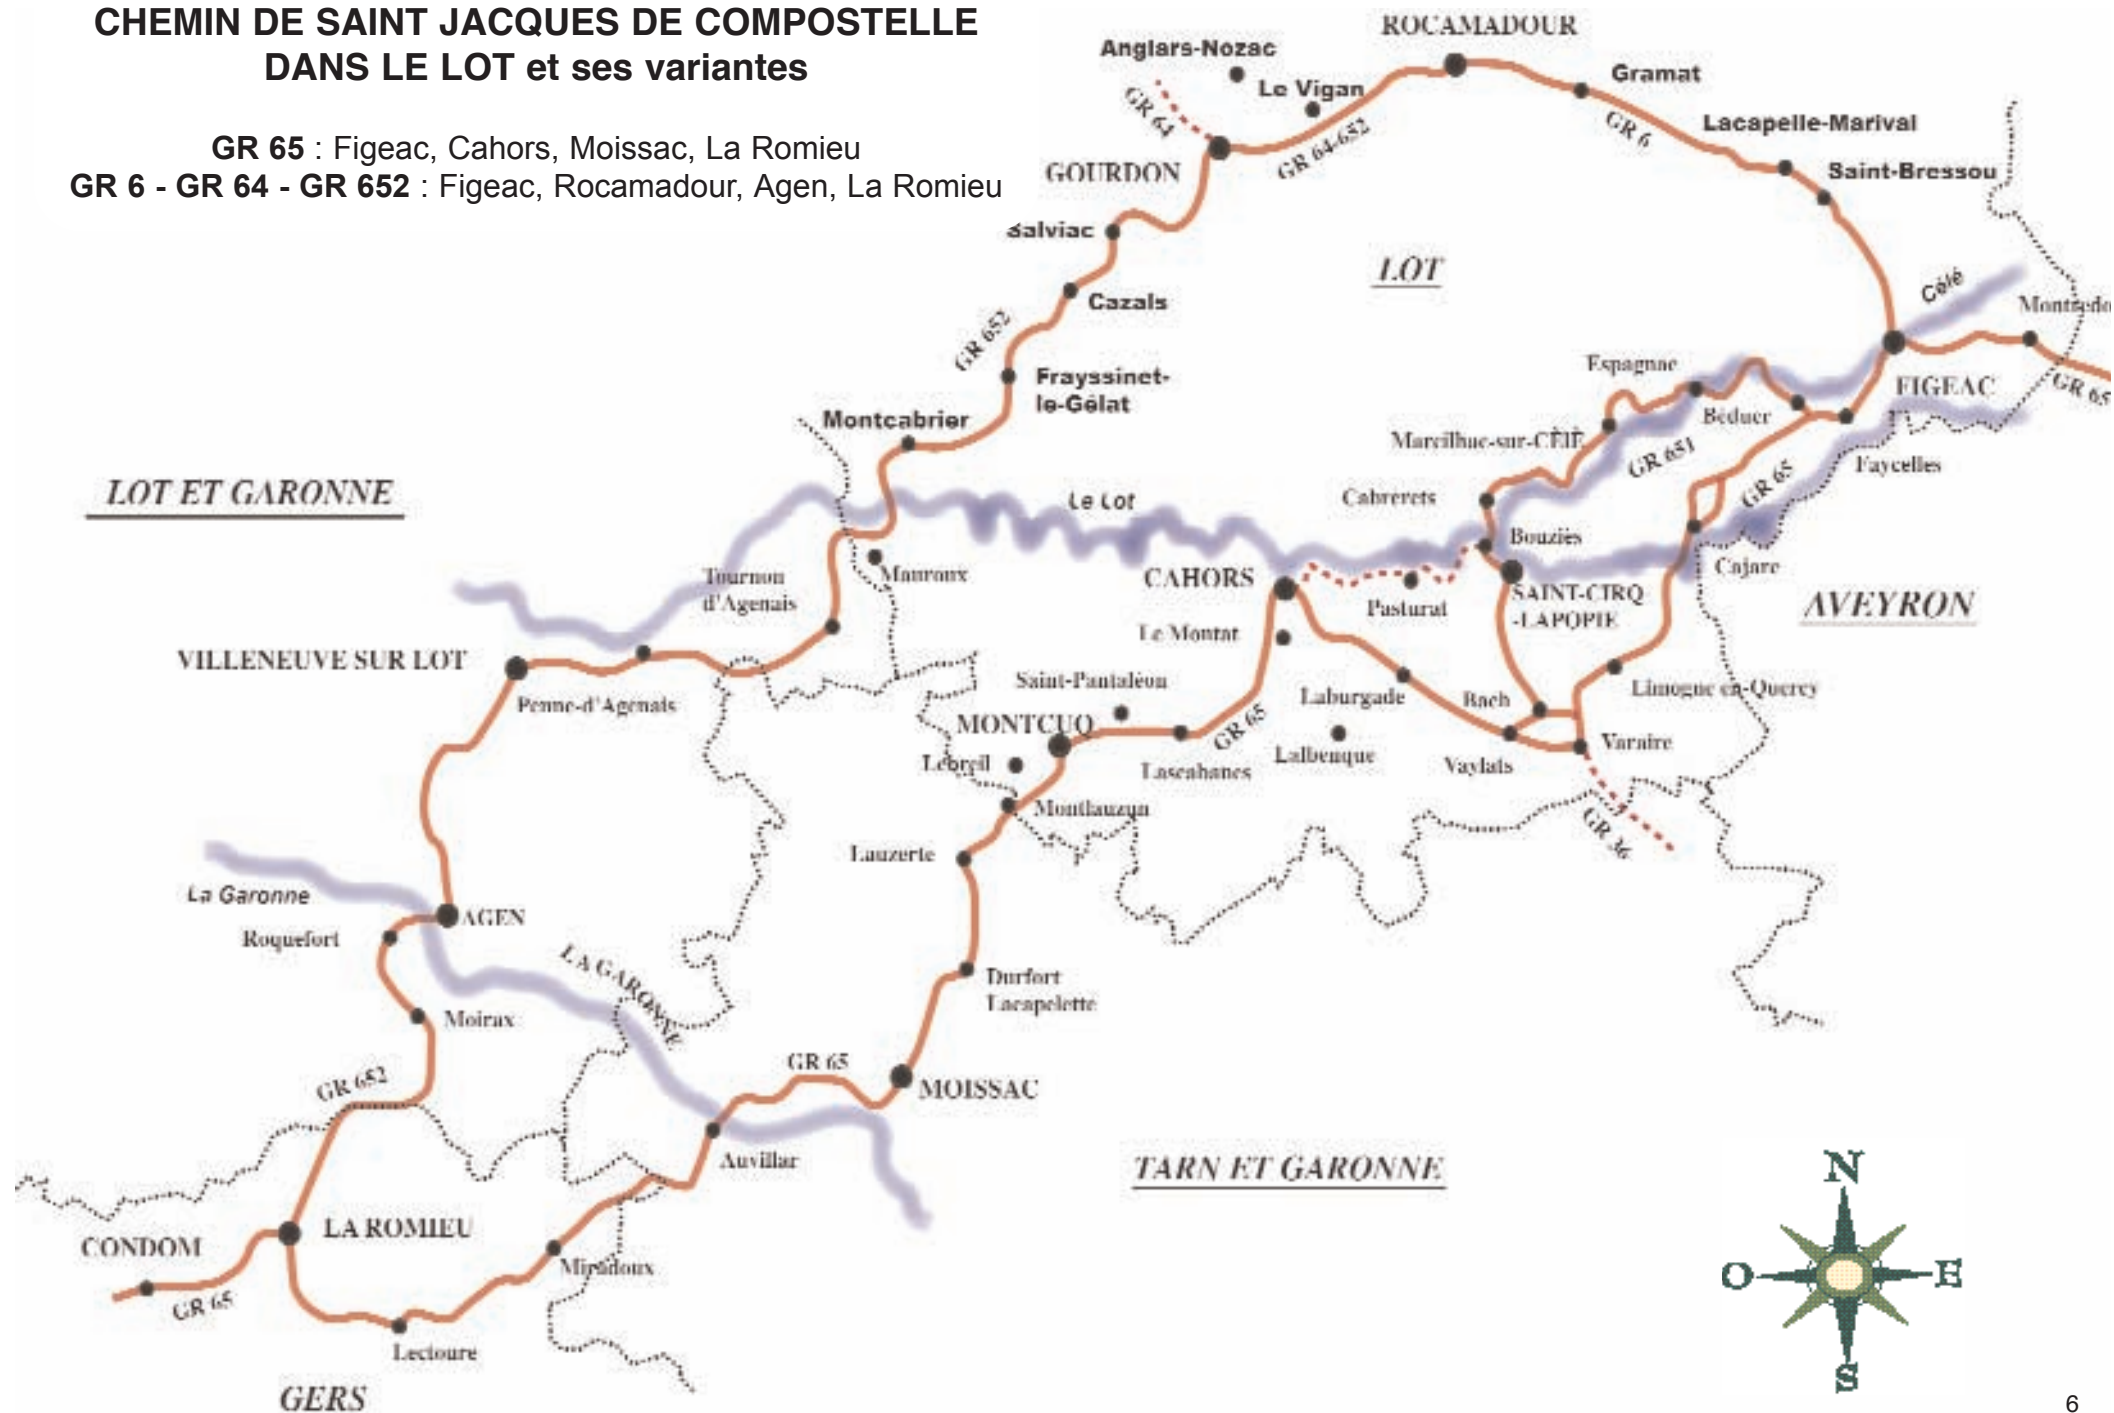 CHEMIN DE SAINT JACQUES DE COMPOSTELLE
DANS LE LOT et ses variantes
GR 65 : Figeac, Cahors, Moissac, La Romieu
GR 6 - GR 64 - GR 652 : Figeac, Rocamadour, Agen, La Romieu
ROCAMADOUR
Anglars-Nozac
Le Vigan
Gramat
GR 64
GR 64-652
GR 6
Lacapelle-Marival
GOURDON
Saint-Bressou
Salviac
LOT
Cazals
Célé
Montredo
GR 652
Frayssinet-
le-Gélat
Espagnac
FIGEAC
GR 65
Montcabrier
Béduer
Marcilhac-sur-CÈlÈ
GR 651
Faycelles
LOT ET GARONNE
Le Lot
Cabrerets
GR 65
Bouziès
Tournon
d'Agenais
Mauroux
CAHORS
Cajarc
Pasturat
SAINT-CIRQ
-LAPOPIE
AVEYRON
Le Montat
VILLENEUVE SUR LOT
Penne-d'Agenais
Saint-Pantaléon
Laburgade
Bach
Limogne en-Quercy
MONTCUQ
GR 65
Lalbenque
Varaire
Lebreil
Lascabanes
Vaylats
Montlauzun
GR 36
Lauzerte
La Garonne
AGEN
Roquefort
LA GARONNE
Durfort
Lacapelette
Moirax
GR 65
MOISSAC
GR 652
Auvillar
TARN ET GARONNE
N
LA ROMIEU
CONDOM
Miradoux
O
E
GR 65
Lectoure
S
GERS
6